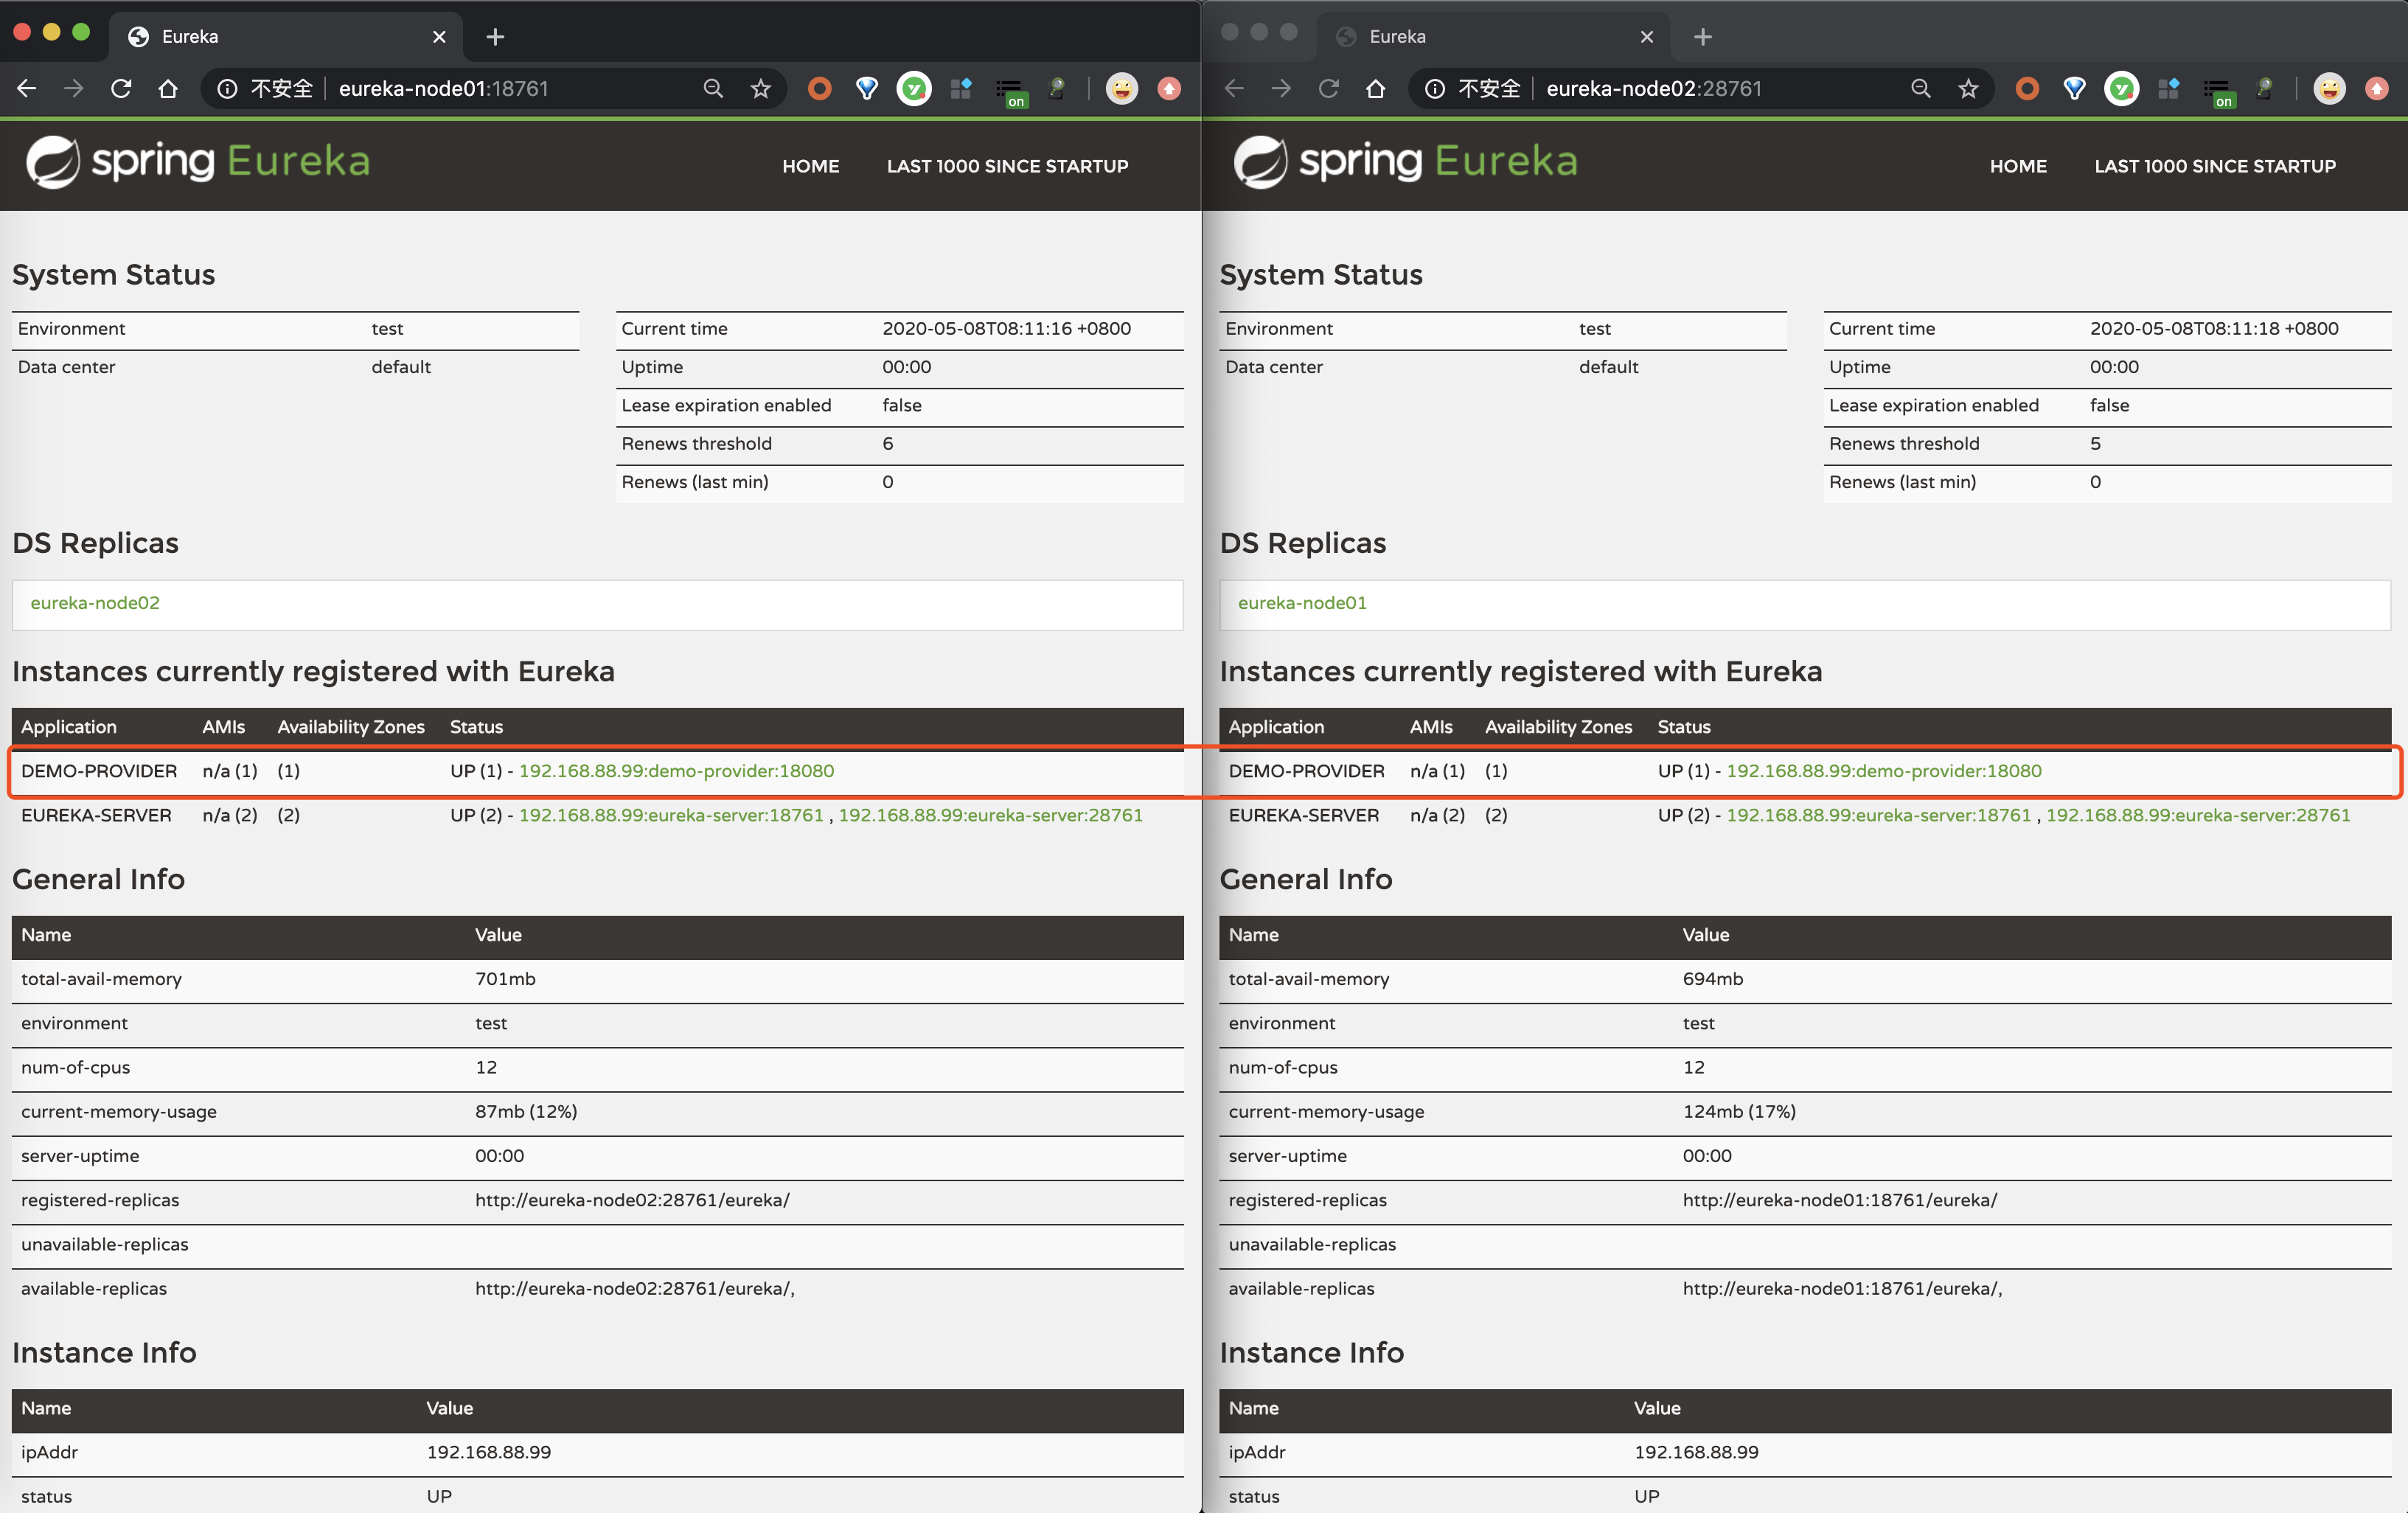 Eureka
不安全 eureka-node01:18761
on
spring Eureka
HOME LAST 1000 SINCE STARTUP
System Status
Environment test
Data center default
Current time 2020-05-08T08:11:16 +0800
Uptime 00:00
Lease expiration enabled false
Renews threshold 6
Renews (last min) 0
DS Replicas
eureka-node02
Instances currently registered with Eureka
Application AMIs Availability Zones Status
DEMO-PROVIDER n/a (1) (1) UP (1) - 192.168.88.99:demo-provider:18080
EUREKA-SERVER n/a (2) (2) UP (2) - 192.168.88.99:eureka-server:18761 , 192.168.88.99:eureka-server:28761
General Info
Name Value
total-avail-memory 701mb
environment test
num-of-cpus 12
current-memory-usage 87mb (12%)
server-uptime 00:00
registered-replicas http://eureka-node02:28761/eureka/
unavailable-replicas
available-replicas http://eureka-node02:28761/eureka/,
Instance Info
Name Value
ipAddr 192.168.88.99
status UP
Eureka
不安全 eureka-node02:28761
on
spring Eureka
HOME LAST 1000 SINCE STARTUP
System Status
Environment test
Data center default
Current time 2020-05-08T08:11:18 +0800
Uptime 00:00
Lease expiration enabled false
Renews threshold 5
Renews (last min) 0
DS Replicas
eureka-node01
Instances currently registered with Eureka
Application AMIs Availability Zones Status
DEMO-PROVIDER n/a (1) (1) UP (1) - 192.168.88.99:demo-provider:18080
EUREKA-SERVER n/a (2) (2) UP (2) - 192.168.88.99:eureka-server:18761 , 192.168.88.99:eureka-server:28761
General Info
Name Value
total-avail-memory 694mb
environment test
num-of-cpus 12
current-memory-usage 124mb (17%)
server-uptime 00:00
registered-replicas http://eureka-node01:18761/eureka/
unavailable-replicas
available-replicas http://eureka-node01:18761/eureka/,
Instance Info
Name Value
ipAddr 192.168.88.99
status UP